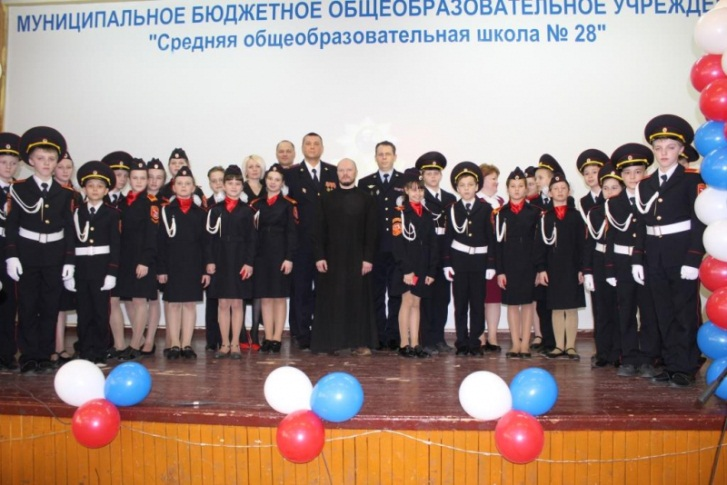 МУНИЦИПАЛЬНОЕ БЮДЖЕТНОЕ ОБЩЕОБРАЗОВАТЕЛЬНОЕ УЧРЕЖДЕ
"Средняя общеобразовательная школа № 28"